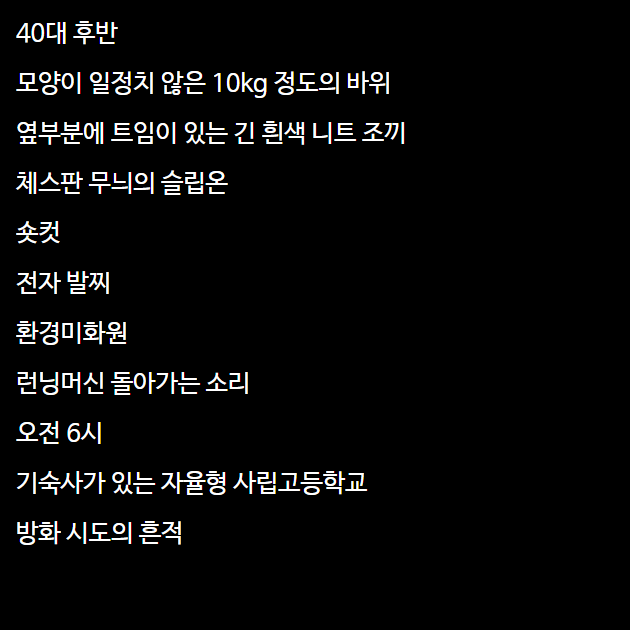 40대 후반
모양이 일정치 않은 10kg 정도의 바위
옆부분에 트임이 있는 긴 흰색 니트 조끼
체스판 무늬의 슬립온
숏컷
전자 발찌
환경미화원
런닝머신 돌아가는 소리
오전 6시
기숙사가 있는 자율형 사립고등학교
방화 시도의 흔적